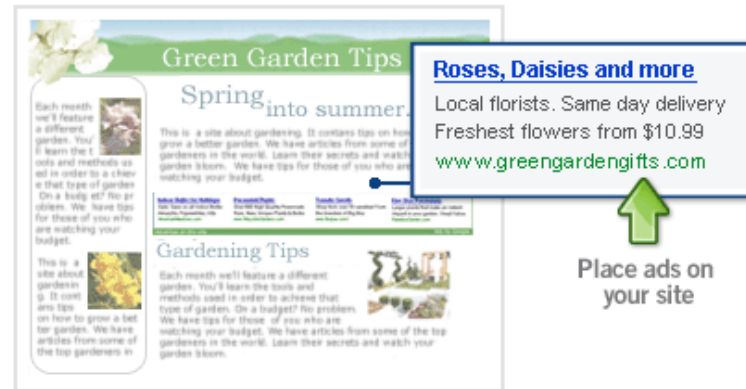 Green Garden Tips
Spring into summer.
This is a site about gardening. It contans tips on how
grow a better garden. We have articles from some of
gardeners in the world. Learn their secrets and watch
garden bloom. We have tips for those of you who are
watching your budget.
Each month
we'll feature
a different
garden. You'
ll learn the t
ools and methods us
ed in order to a chiev
e that type of garden
On a budg et? No pr
oblem. We have tips
for those of you who
are watching your
budget.
This is a
site about
gardenin
g. It cont
ans tips
on how to grow a bet
ter garden. We have
articles from some of
the top gardeners in
Gardening Tips
Each month we'll feature a different
garden. You'll learn the tools and
methods used in order to achieve that
type of garden. On a budget? No problem.
We have tips for those of you who are
watching your budget. We have articles from some of the top
gardeners in the world. Learn their secrets and watch your
garden bloom.
Roses, Daisies and more
Local florists. Same day delivery
Freshest flowers from $10.99
www.greengardengifts.com
Place ads on
your site